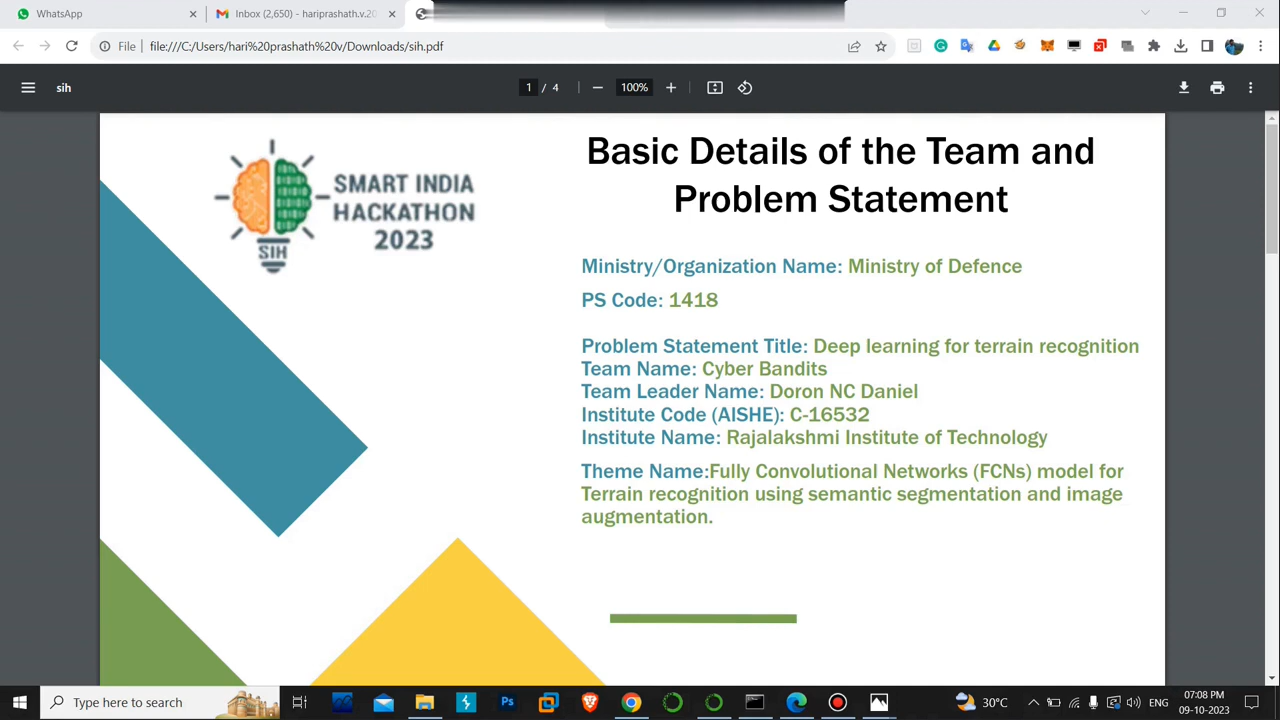 WhatsApp
Inbox (2,650) - hariprashath.v.20
File
file:///C:/Users/hari%20prashath%20v/Downloads/sih.pdf
sih
1 / 4
100%
Basic Details of the Team and
Problem Statement
SMART INDIA
HACKATHON
2023
SIH
Ministry/Organization Name: Ministry of Defence
PS Code: 1418
Problem Statement Title: Deep learning for terrain recognition
Team Name: Cyber Bandits
Team Leader Name: Doron NC Daniel
Institute Code (AISHE): C-16532
Institute Name: Rajalakshmi Institute of Technology
Theme Name:Fully Convolutional Networks (FCNs) model for
Terrain recognition using semantic segmentation and image
augmentation.
Type here to search
Ps
30°C
ENG
07:08 PM
09-10-2023